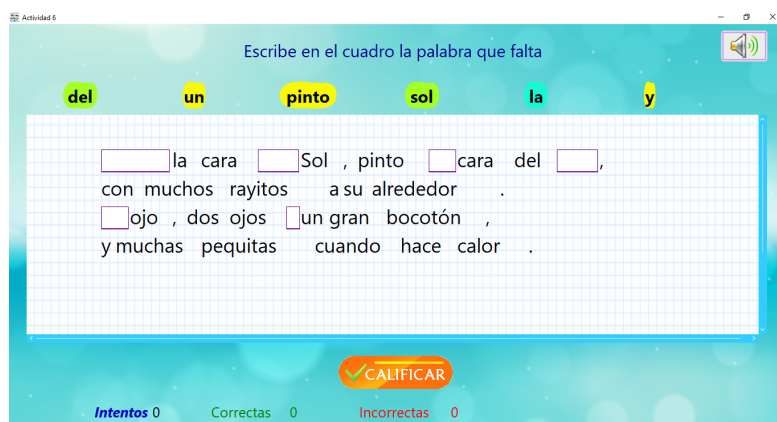 Actividad 6
Escribe en el cuadro la palabra que falta
del un pinto sol la y
la cara Sol , pinto cara del ,
con muchos rayitos a su alrededor .
ojo , dos ojos un gran bocotón ,
y muchas pequitas cuando hace calor .
CALIFICAR
Intentos 0 Correctas 0 Incorrectas 0